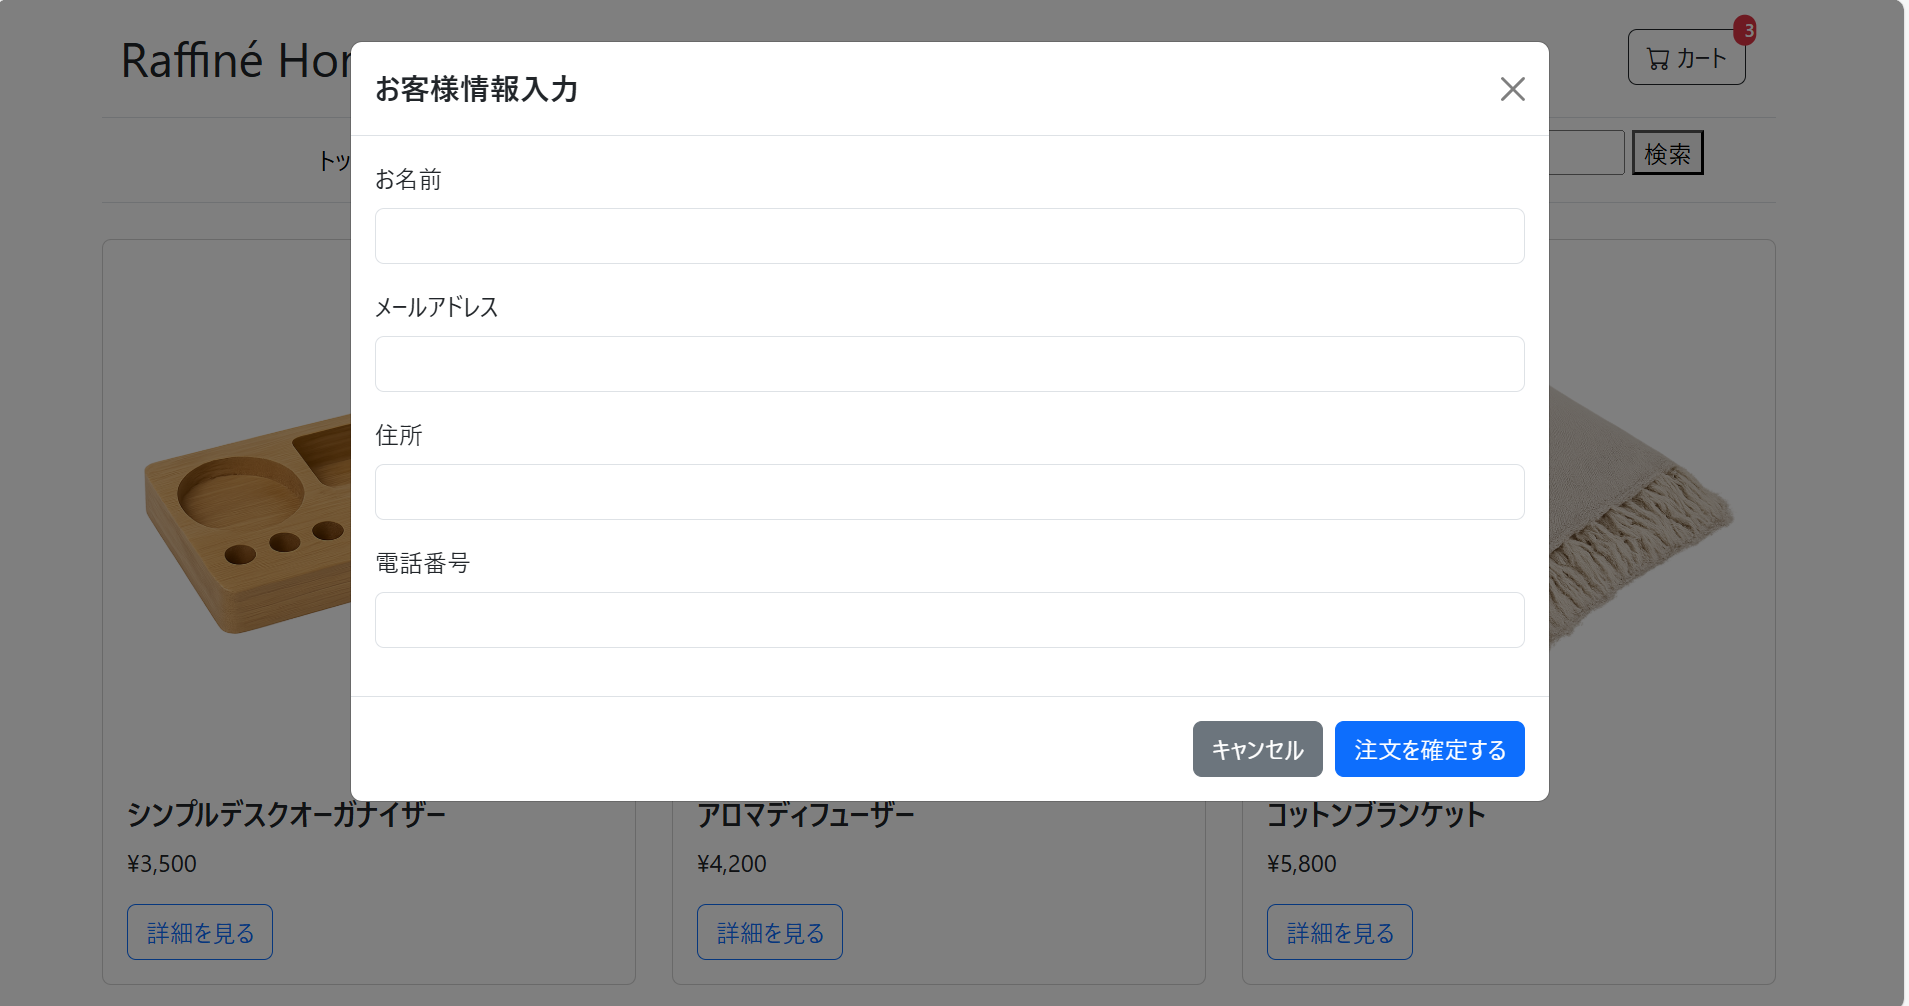 Raffiné
3
カート
お客様情報入力
検索
お名前
メールアドレス
住所
電話番号
キャンセル
注文を確定する
シンプルデスクオーガナイザー
¥3,500
詳細を見る
アロマディフューザー
¥4,200
詳細を見る
コットンブランケット
¥5,800
詳細を見る